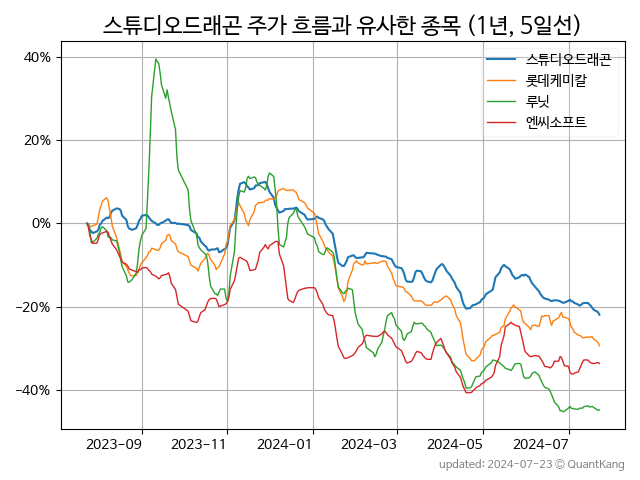 스튜디오드래곤 주가 흐름과 유사한 종목 (1년, 5일선)
스튜디오드래곤
롯데케미칼
루닛
엔씨소프트
40%
20%
0%
−20%
−40%
2023-09
2023-11
2024-01
2024-03
2024-05
2024-07
updated: 2024-07-23 © QuantKang